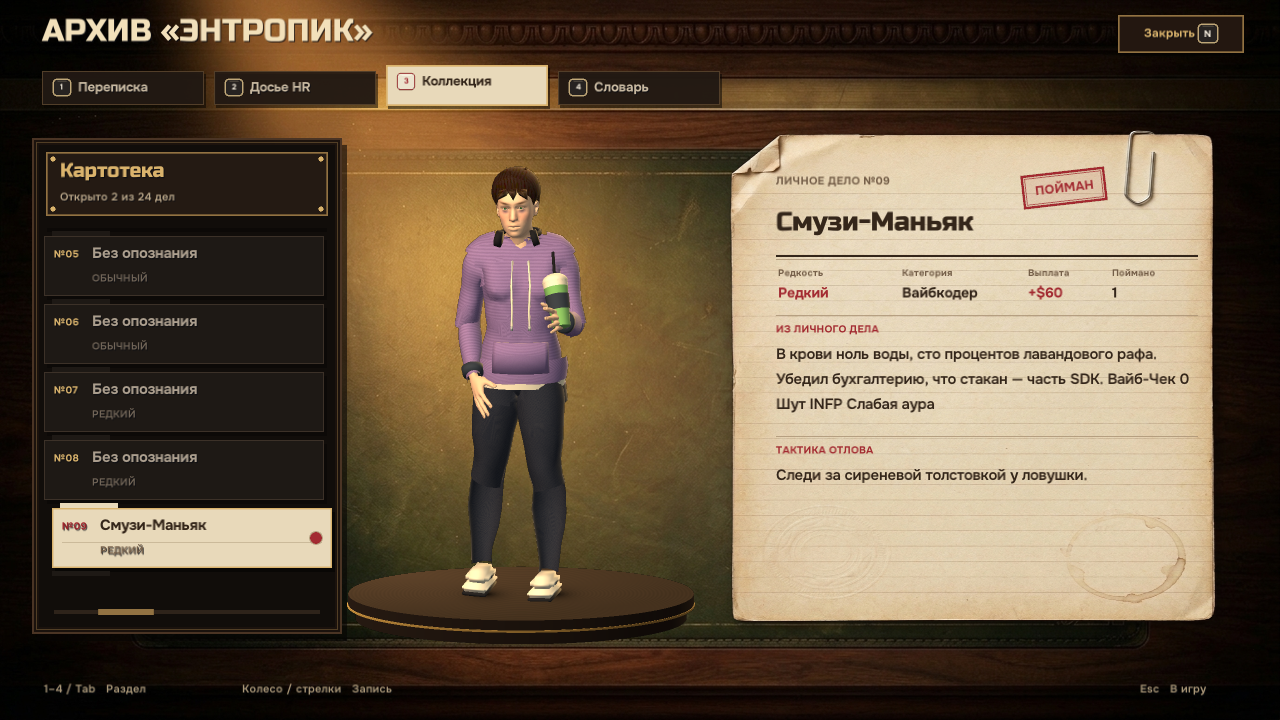 АРХИВ «ЭНТРОПИК»
Закрыть N
1 Переписка
2 Досье HR
3 Коллекция
4 Словарь
Картотека
Открыто 2 из 24 дел
№05 Без опознания
ОБЫЧНЫЙ
№06 Без опознания
ОБЫЧНЫЙ
№07 Без опознания
РЕДКИЙ
№08 Без опознания
РЕДКИЙ
№09 Смузи-Маньяк
РЕДКИЙ
ЛИЧНОЕ ДЕЛО №09
ПОЙМАН
Смузи-Маньяк
Редкость Категория Выплата Поймано
Редкий Вайбкодер +$60 1
ИЗ ЛИЧНОГО ДЕЛА
В крови ноль воды, сто процентов лавандового рафа.
Убедил бухгалтерию, что стакан — часть SDK. Вайб-Чек 0
Шут INFP Слабая аура
ТАКТИКА ОТЛОВА
Следи за сиреневой толстовкой у ловушки.
1–4 / Tab Раздел
Колесо / стрелки Запись
Esc В игру